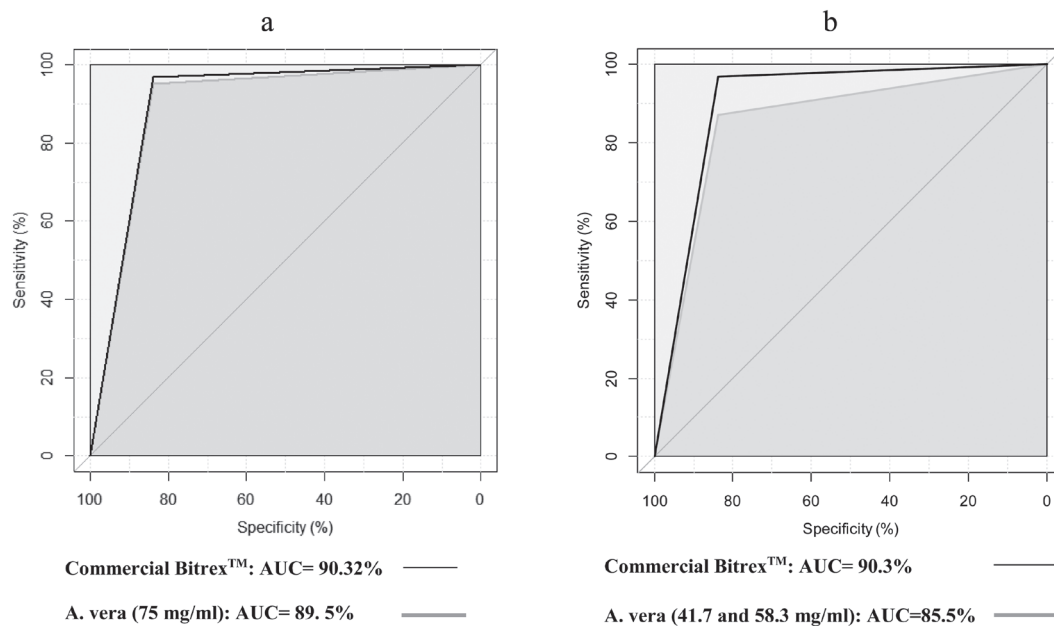 a
b
100
80
60
40
20
0
Sensitivity (%)
100
80
60
40
20
0
Specificity (%)
100
80
60
40
20
0
Sensitivity (%)
100
80
60
40
20
0
Specificity (%)
Commercial Bitrex™: AUC= 90.32%
A. vera (75 mg/ml): AUC= 89. 5%
Commercial Bitrex™: AUC= 90.3%
A. vera (41.7 and 58.3 mg/ml): AUC=85.5%